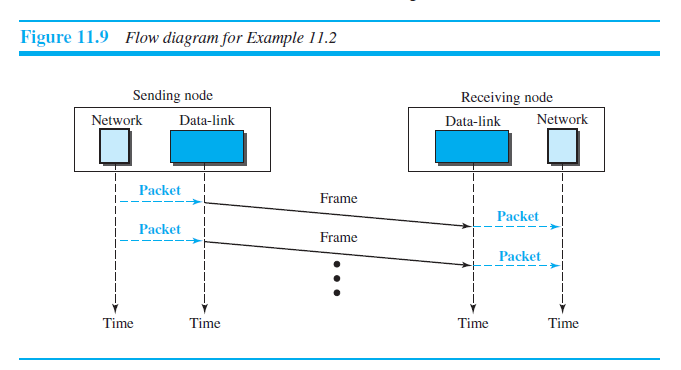 Figure 11.9 Flow diagram for Example 11.2
Sending node
Receiving node
Network
Data-link
Data-link
Network
Packet
Frame
Packet
Packet
Frame
Packet
Time
Time
Time
Time